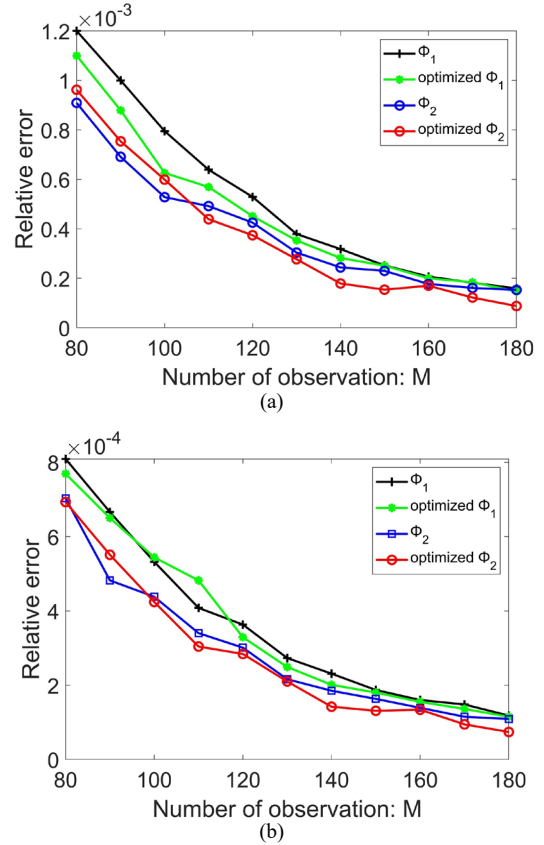 ×10⁻³
1.2
1
0.8
0.6
0.4
0.2
0
Relative error
Φ₁
optimized Φ₁
Φ₂
optimized Φ₂
80 100 120 140 160 180
Number of observation: M
(a)
×10⁻⁴
8
6
4
2
0
Relative error
Φ₁
optimized Φ₁
Φ₂
optimized Φ₂
80 100 120 140 160 180
Number of observation: M
(b)